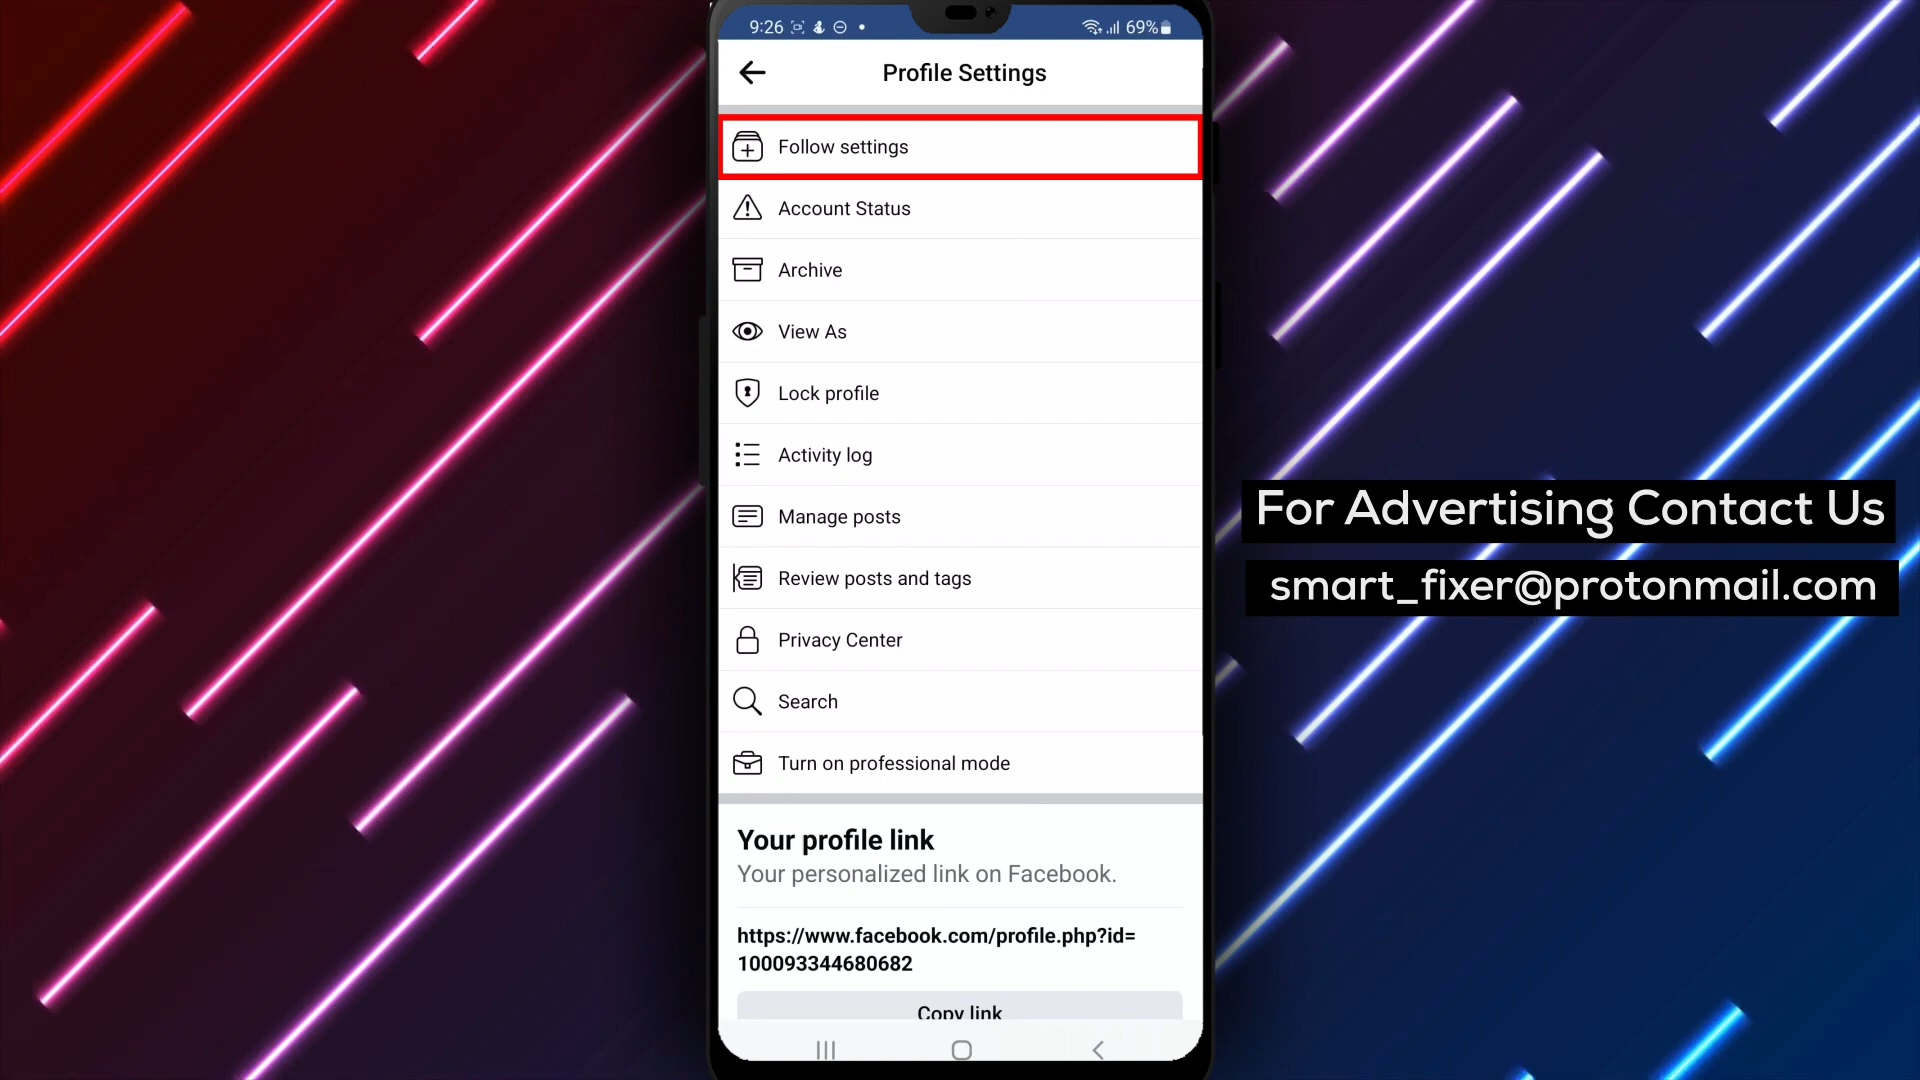 9:26
69%
Profile Settings
Follow settings
Account Status
Archive
View As
Lock profile
Activity log
Manage posts
Review posts and tags
Privacy Center
Search
Turn on professional mode
Your profile link
Your personalized link on Facebook.
https://www.facebook.com/profile.php?id=
100093344680682
Copy link
For Advertising Contact Us
smart_fixer@protonmail.com